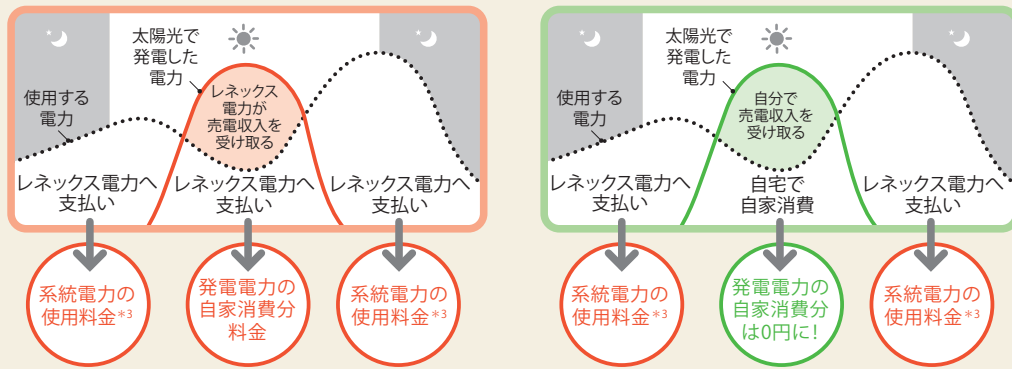 太陽光で
発電した
電力
使用する
電力
レネックス
電力が
売電収入を
受け取る
レネックス電力へ
支払い
レネックス電力へ
支払い
レネックス電力へ
支払い
系統電力の
使用料金*3
発電電力の
自家消費分
料金
系統電力の
使用料金*3
太陽光で
発電した
電力
使用する
電力
自分で
売電収入を
受け取る
レネックス電力へ
支払い
自宅で
自家消費
レネックス電力へ
支払い
系統電力の
使用料金*3
発電電力の
自家消費分
は0円に!
系統電力の
使用料金*3